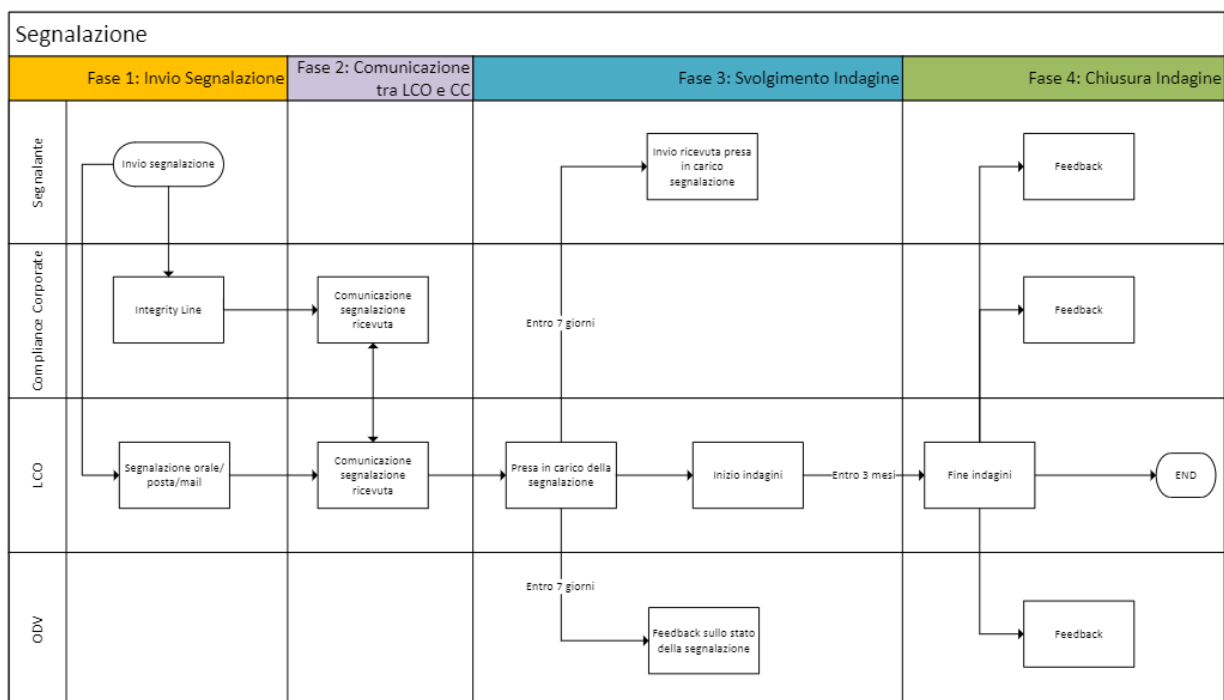 Segnalazione
Fase 1: Invio Segnalazione
Fase 2: Comunicazione
tra LCO e CC
Fase 3: Svolgimento Indagine
Fase 4: Chiusura Indagine
Segnalante
Invio segnalazione
Invio ricevuta presa
in carico
segnalazione
Feedback
Compliance Corporate
Integrity Line
Comunicazione
segnalazione
ricevuta
Entro 7 giorni
Feedback
LCO
Segnalazione orale/
posta/mail
Comunicazione
segnalazione
ricevuta
Presa in carico della
segnalazione
Inizio indagini
Entro 3 mesi
Fine indagini
END
ODV
Entro 7 giorni
Feedback sullo stato
della segnalazione
Feedback